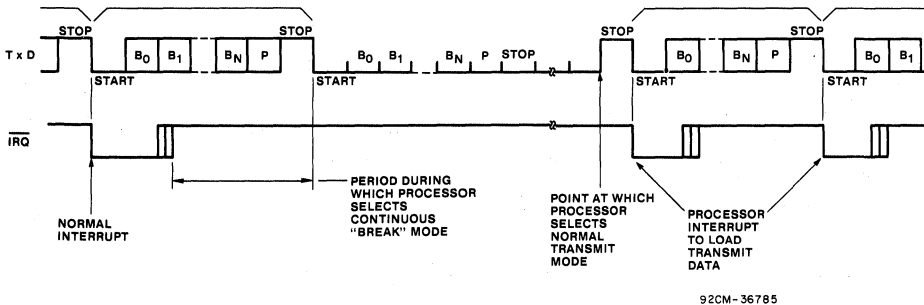 STOP STOP STOP STOP
T x D B0 B1 BN P B0 B1 BN P STOP B0 BN P B0 B1
START START START START
IRQ
NORMAL
INTERRUPT
PERIOD DURING
WHICH PROCESSOR
SELECTS
CONTINUOUS
"BREAK" MODE
POINT AT WHICH
PROCESSOR
SELECTS
NORMAL
TRANSMIT
MODE
PROCESSOR
INTERRUPT
TO LOAD
TRANSMIT
DATA
92CM-36785